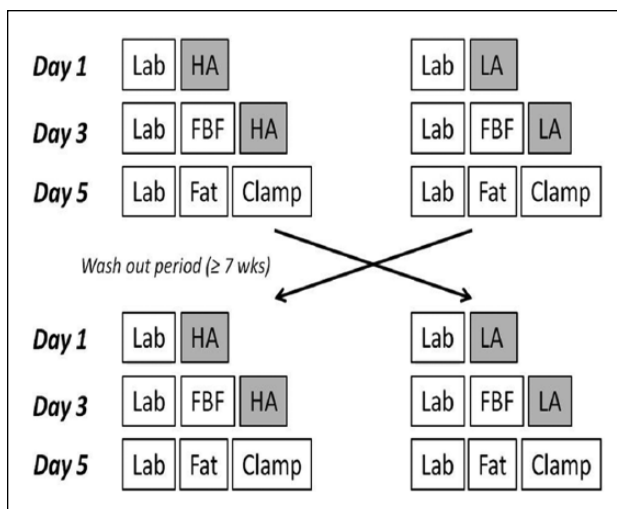 Day 1 Lab HA Lab LA
Day 3 Lab FBF HA Lab FBF LA
Day 5 Lab Fat Clamp Lab Fat Clamp
Wash out period (≥ 7 wks)
Day 1 Lab HA Lab LA
Day 3 Lab FBF HA Lab FBF LA
Day 5 Lab Fat Clamp Lab Fat Clamp